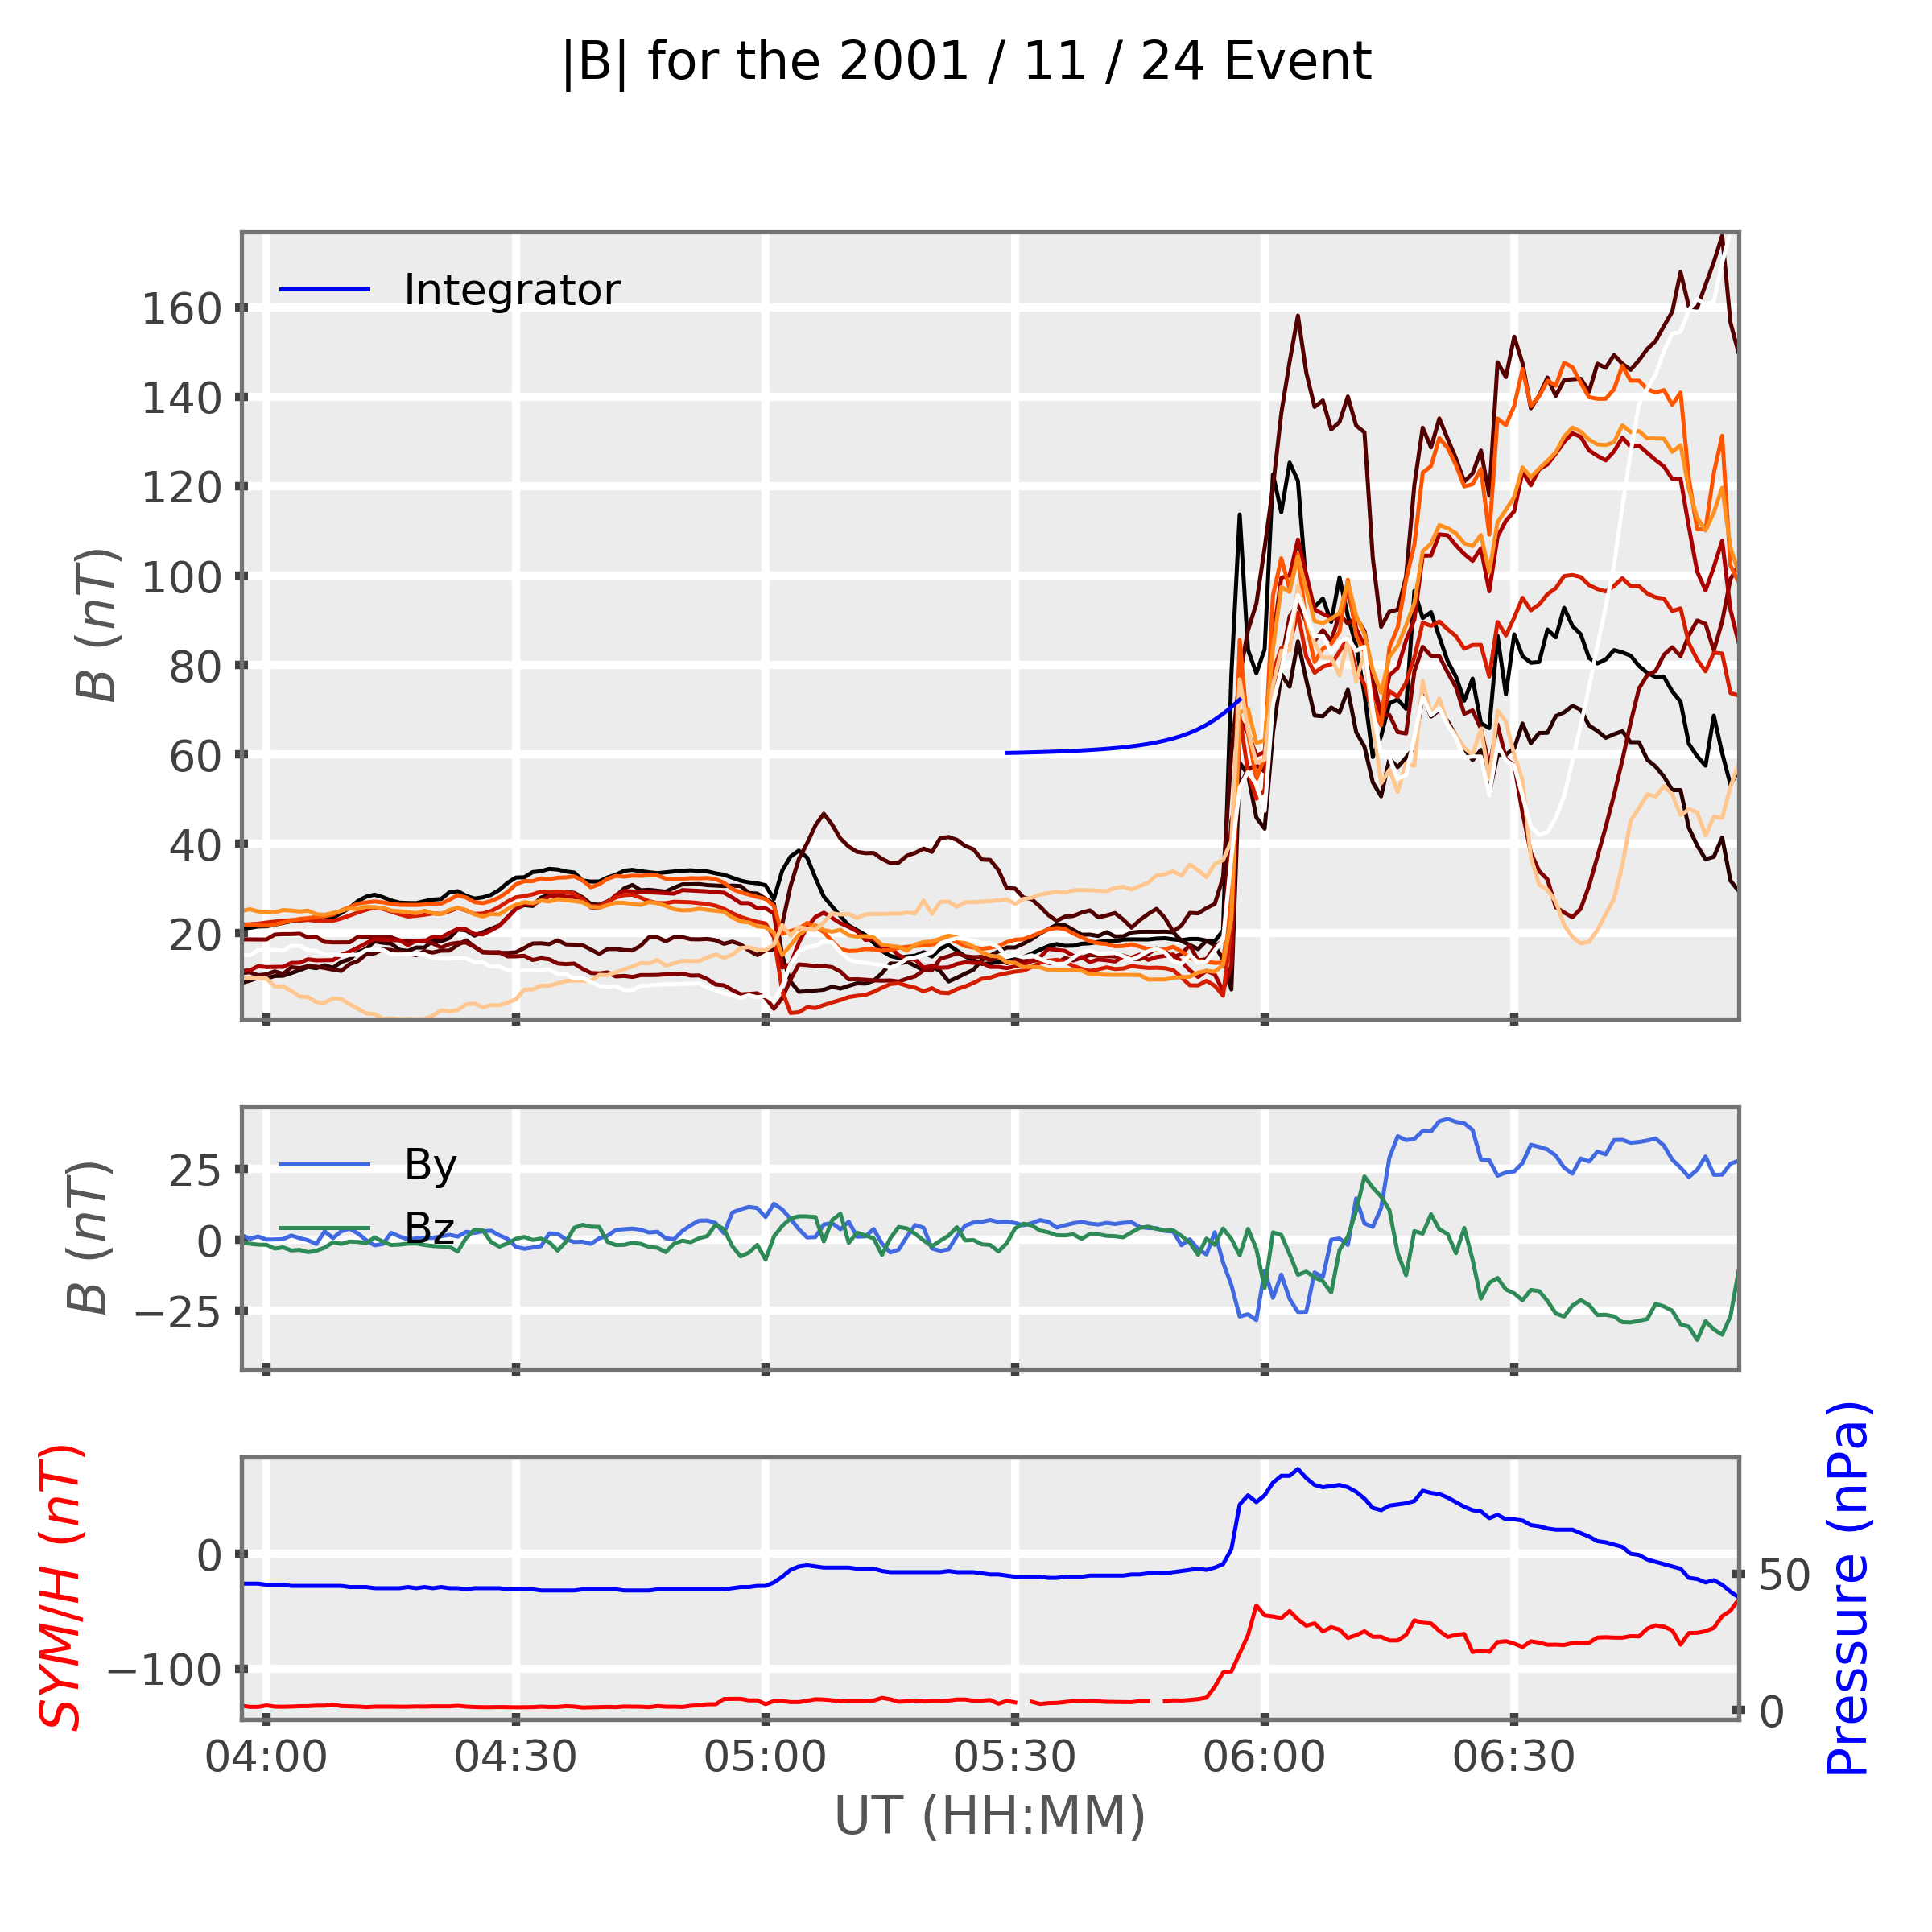 |B| for the 2001 / 11 / 24 Event
Integrator
B (nT)
160
140
120
100
80
60
40
20
By
Bz
B (nT)
25
0
−25
SYM/H (nT)
0
−100
50
0
Pressure (nPa)
04:00 04:30 05:00 05:30 06:00 06:30
UT (HH:MM)